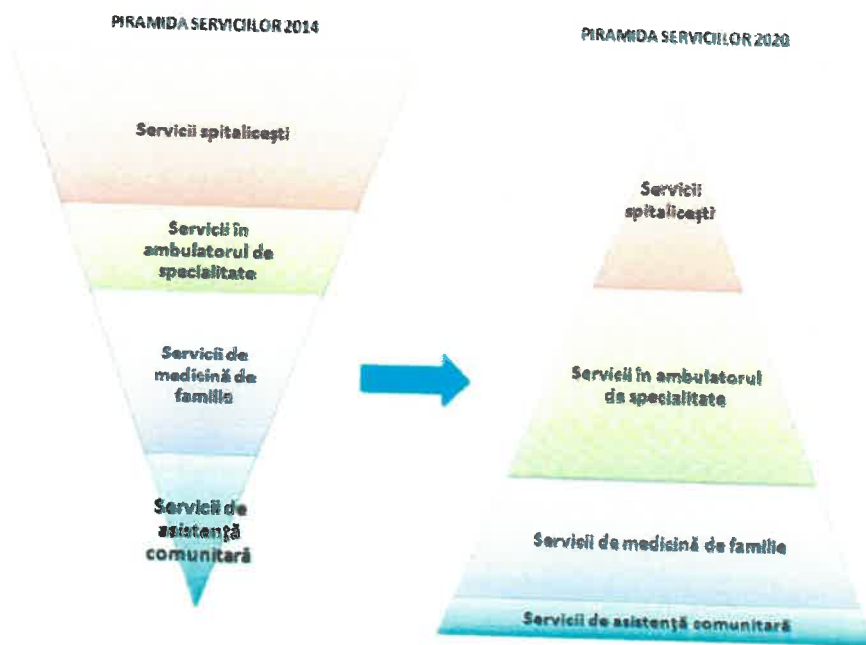 PIRAMIDA SERVICIILOR 2014
Servicii spitalicești
Servicii în
ambulatorul de
specialitate
Servicii de
medicină de
familie
Servicii de
asistență
comunitară
PIRAMIDA SERVICIILOR 2020
Servicii
spitalicești
Servicii în ambulatorul
de specialitate
Servicii de medicină de familie
Servicii de asistență comunitară